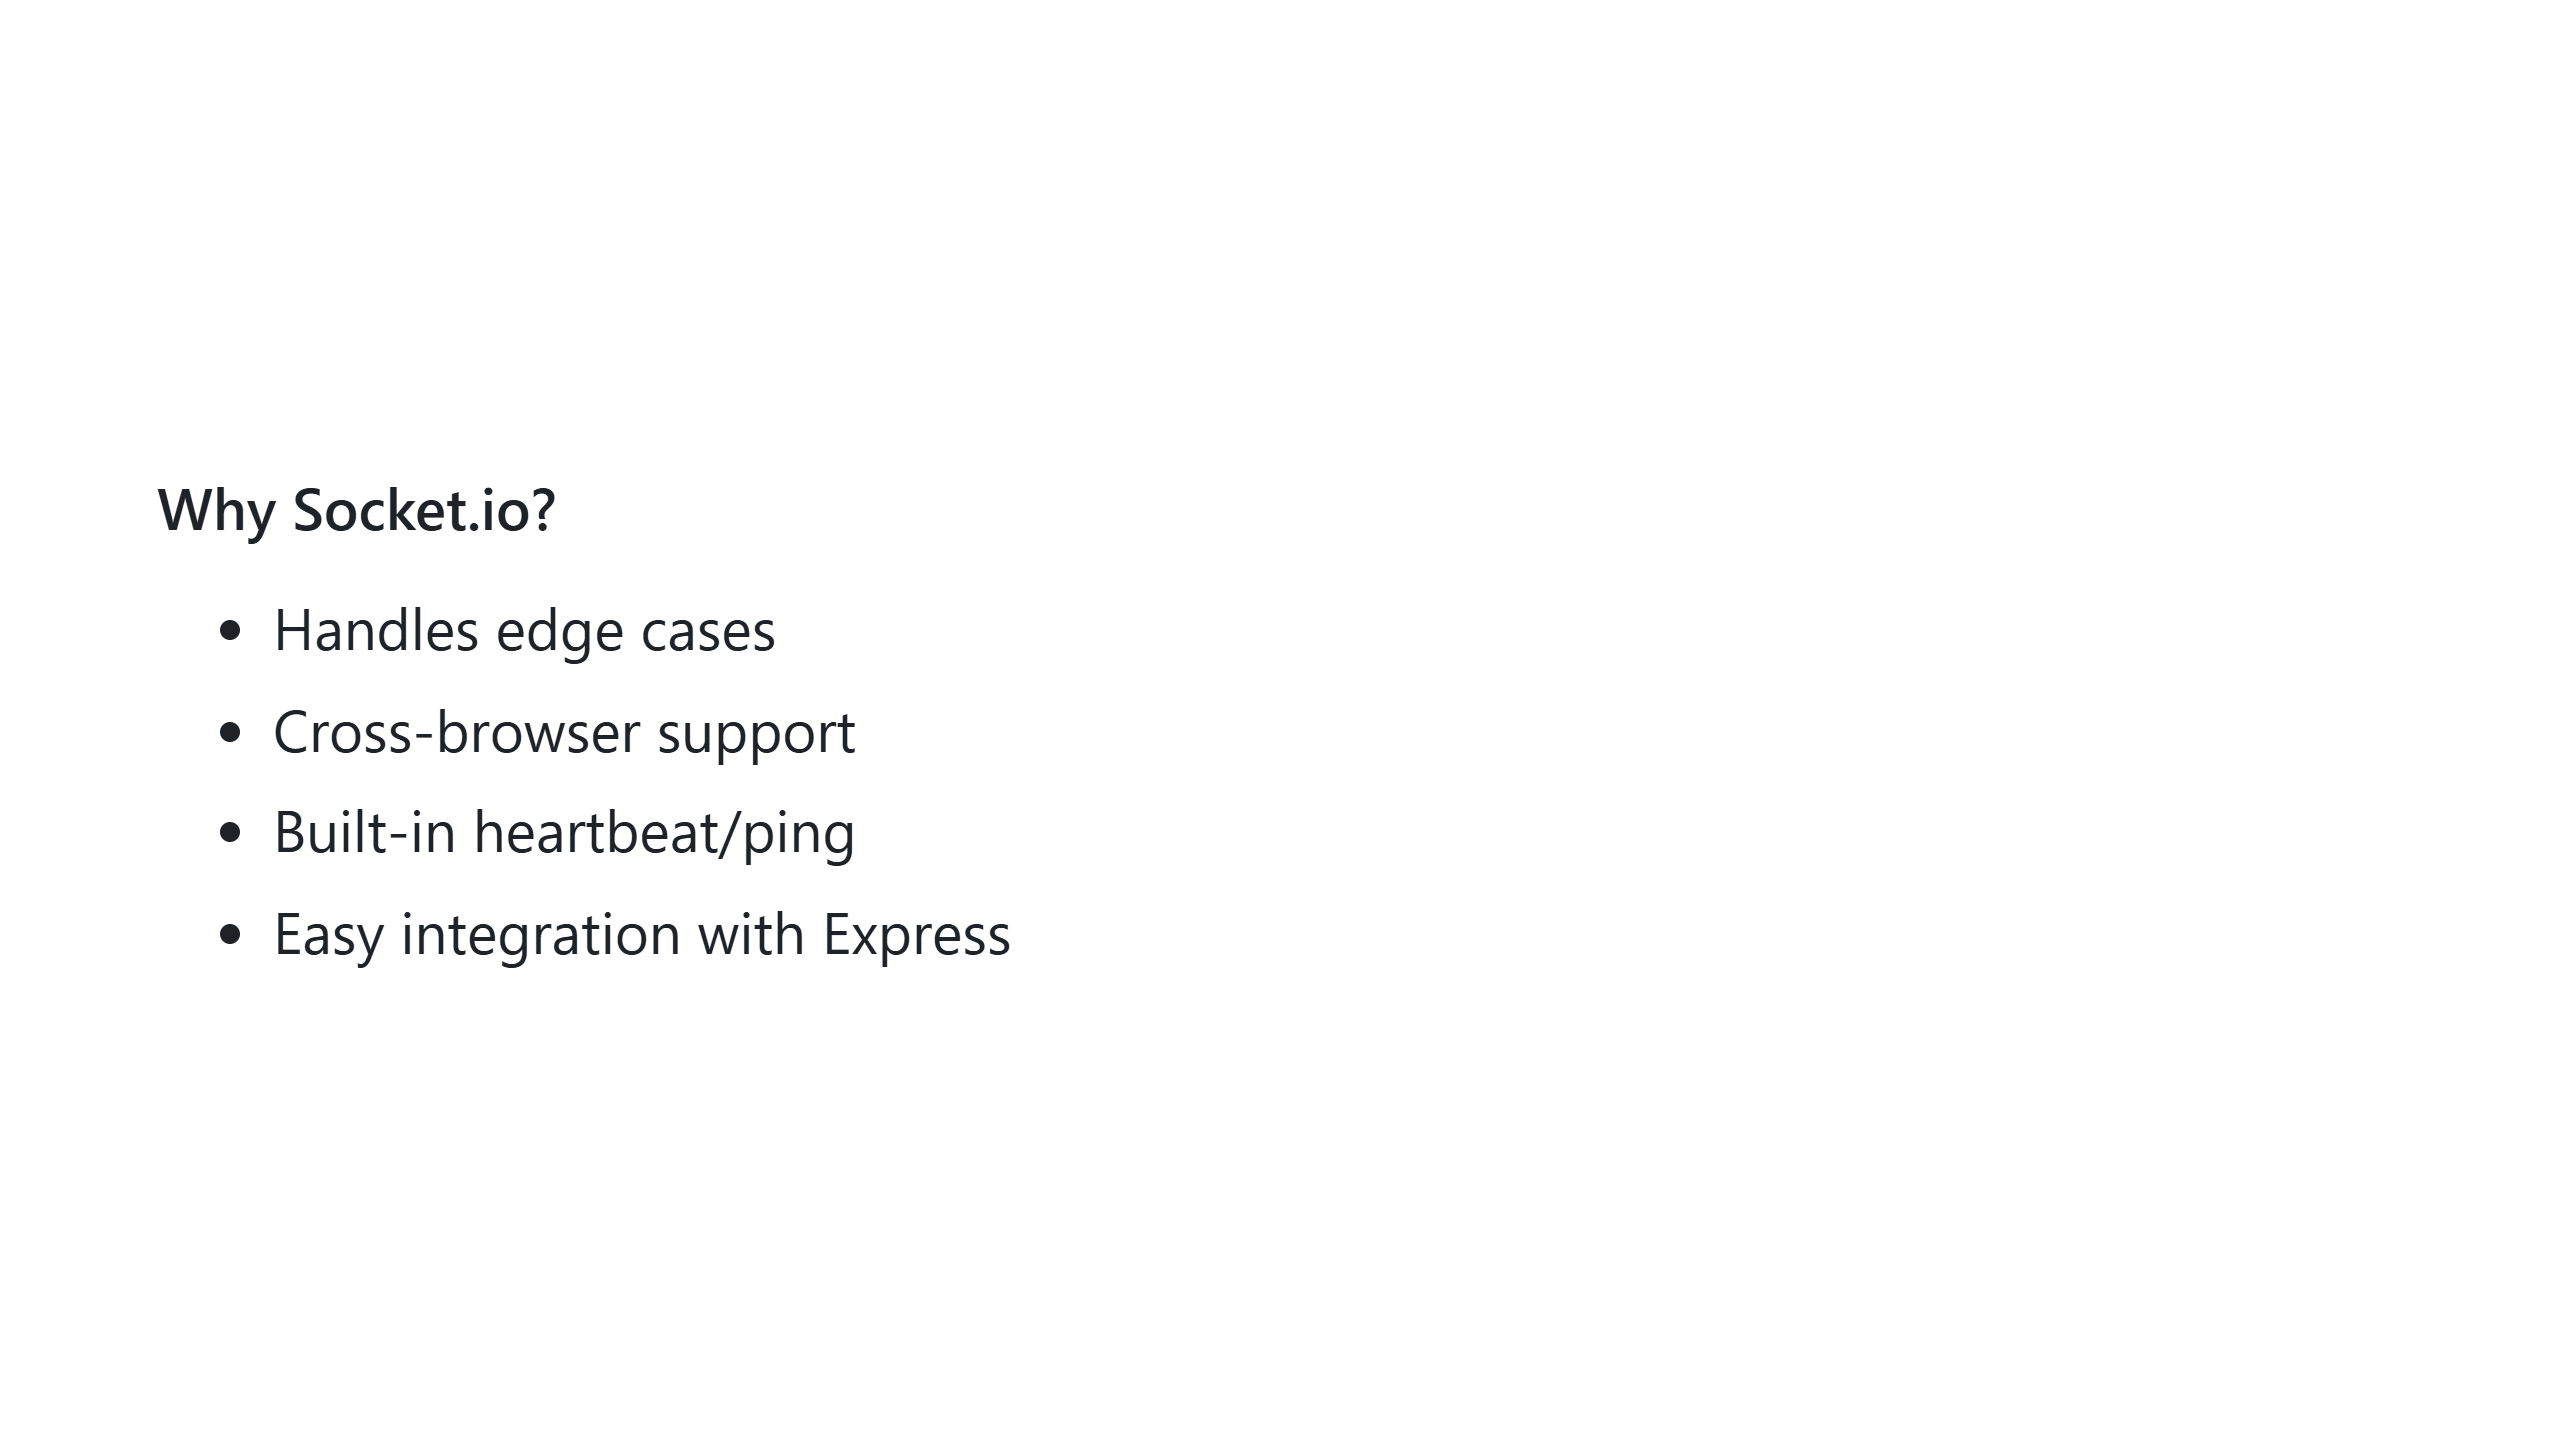 Why Socket.io?
• Handles edge cases
• Cross-browser support
• Built-in heartbeat/ping
• Easy integration with Express